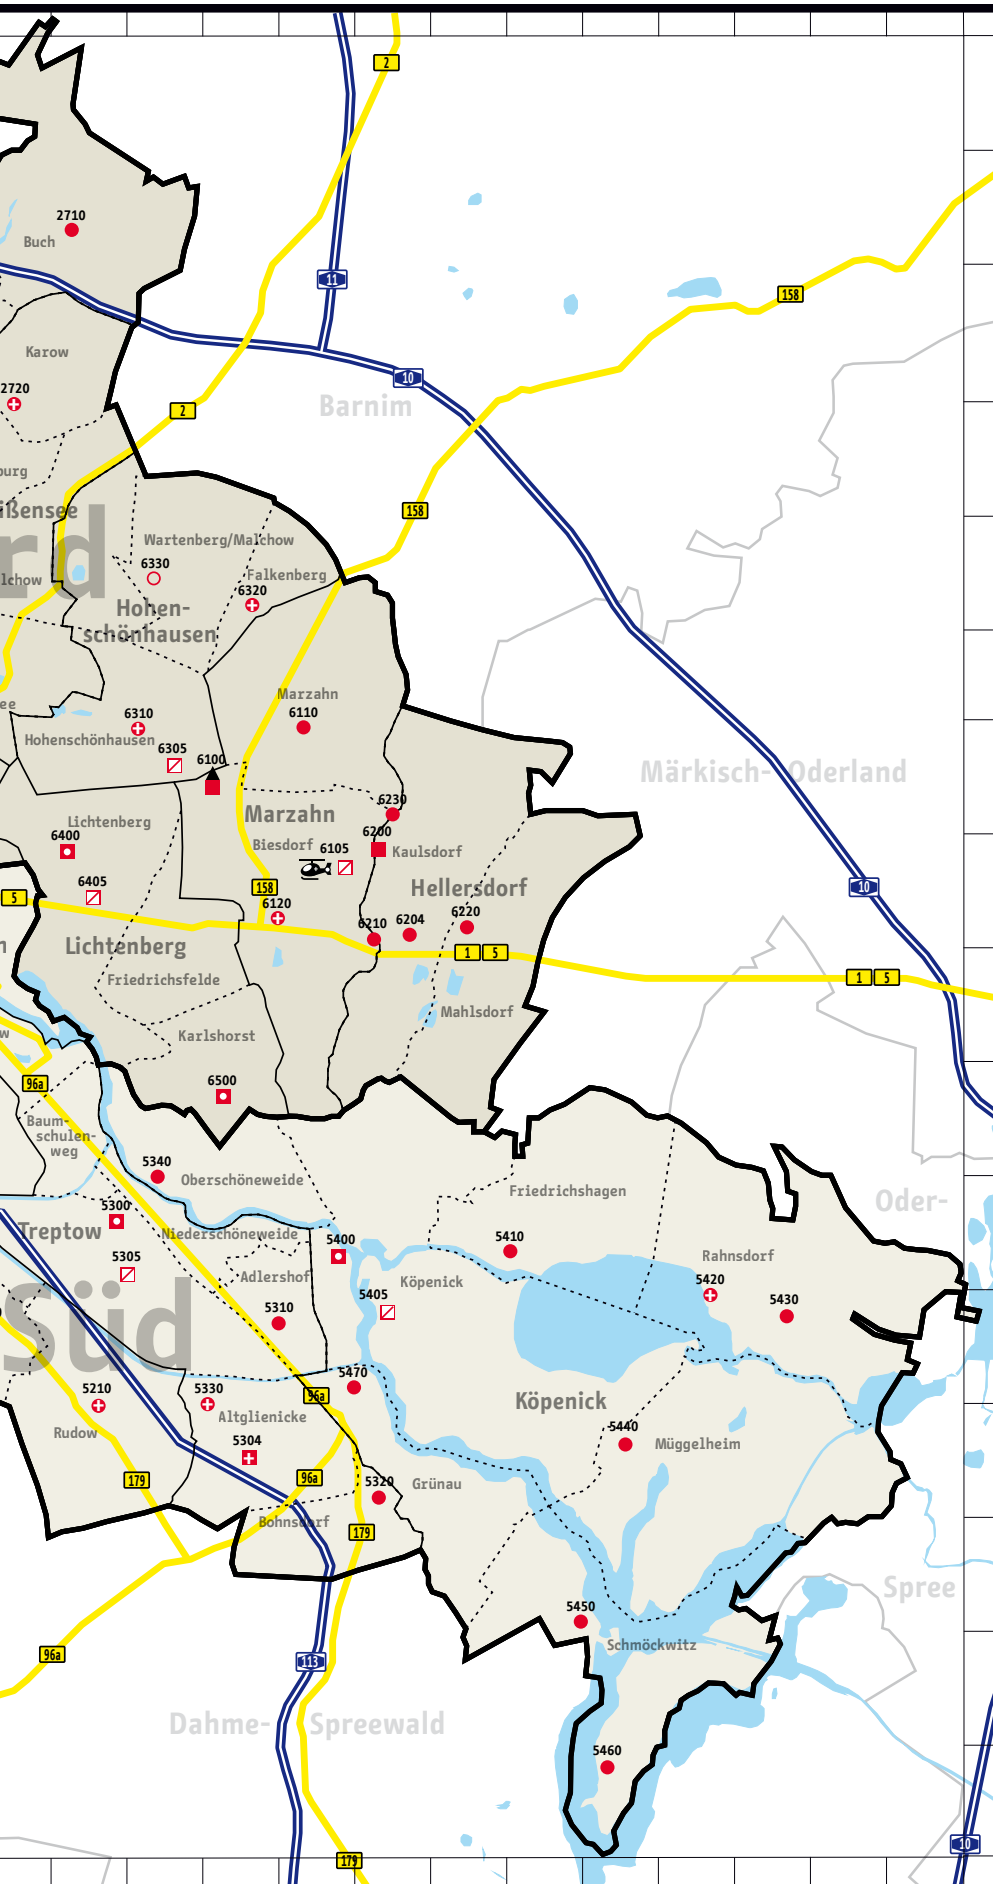 2
2710
Buch
11
158
Karow
10
2720
Barnim
2
burg
ißensee
158
rd
Wartenberg/Malchow
6330
lchow
Falkenberg
6320
Hohen-
schönhausen
Marzahn
6110
ee
6310
Hohenschönhausen
6305
6100
Märkisch- Oderland
6230
Marzahn
Lichtenberg
6400
6200
Biesdorf
6105
Kaulsdorf
6405
158
Hellersdorf
10
5
6120
6210
6204
6220
n
Lichtenberg
1
5
Friedrichsfelde
1
5
Mahlsdorf
w
Karlshorst
6500
96a
Baum-
schulen-
weg
5340
Oberschöneweide
Friedrichshagen
Oder-
5300
Treptow
Niederschöneweide
5400
5410
5305
Adlershof
Köpenick
Rahnsdorf
5405
5420
5430
Süd
5310
5470
5210
5330
96a
Köpenick
Altglienicke
5440
Rudow
5304
Müggelheim
179
96a
5320
Grünau
Bohnsdorf
179
Spree
5450
96a
Schmöckwitz
113
Dahme- Spreewald
5460
10
179